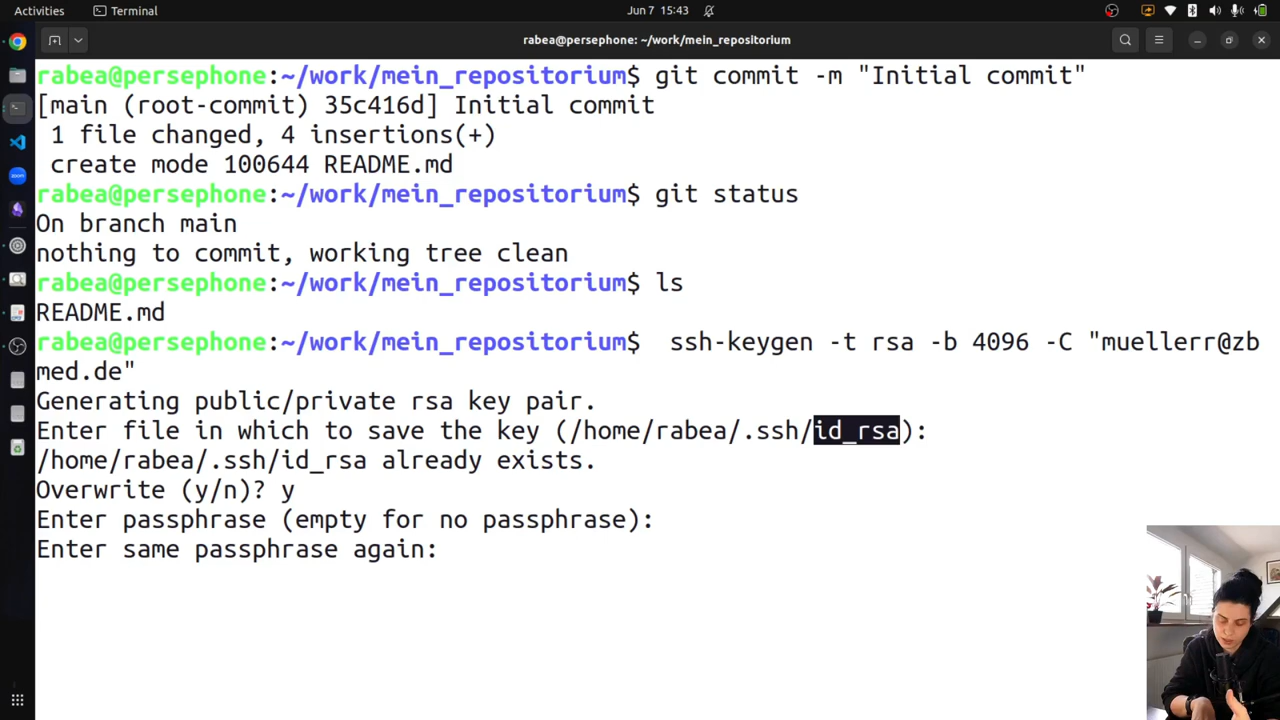 Activities
Terminal
Jun 7 15:43
rabea@persephone: ~/work/mein_repositorium
rabea@persephone:~/work/mein_repositorium$ git commit -m "Initial commit"
[main (root-commit) 35c416d] Initial commit
1 file changed, 4 insertions(+)
create mode 100644 README.md
rabea@persephone:~/work/mein_repositorium$ git status
On branch main
nothing to commit, working tree clean
rabea@persephone:~/work/mein_repositorium$ ls
README.md
rabea@persephone:~/work/mein_repositorium$  ssh-keygen -t rsa -b 4096 -C "muellerr@zb
med.de"
Generating public/private rsa key pair.
Enter file in which to save the key (/home/rabea/.ssh/id_rsa):
/home/rabea/.ssh/id_rsa already exists.
Overwrite (y/n)? y
Enter passphrase (empty for no passphrase):
Enter same passphrase again:
zoom